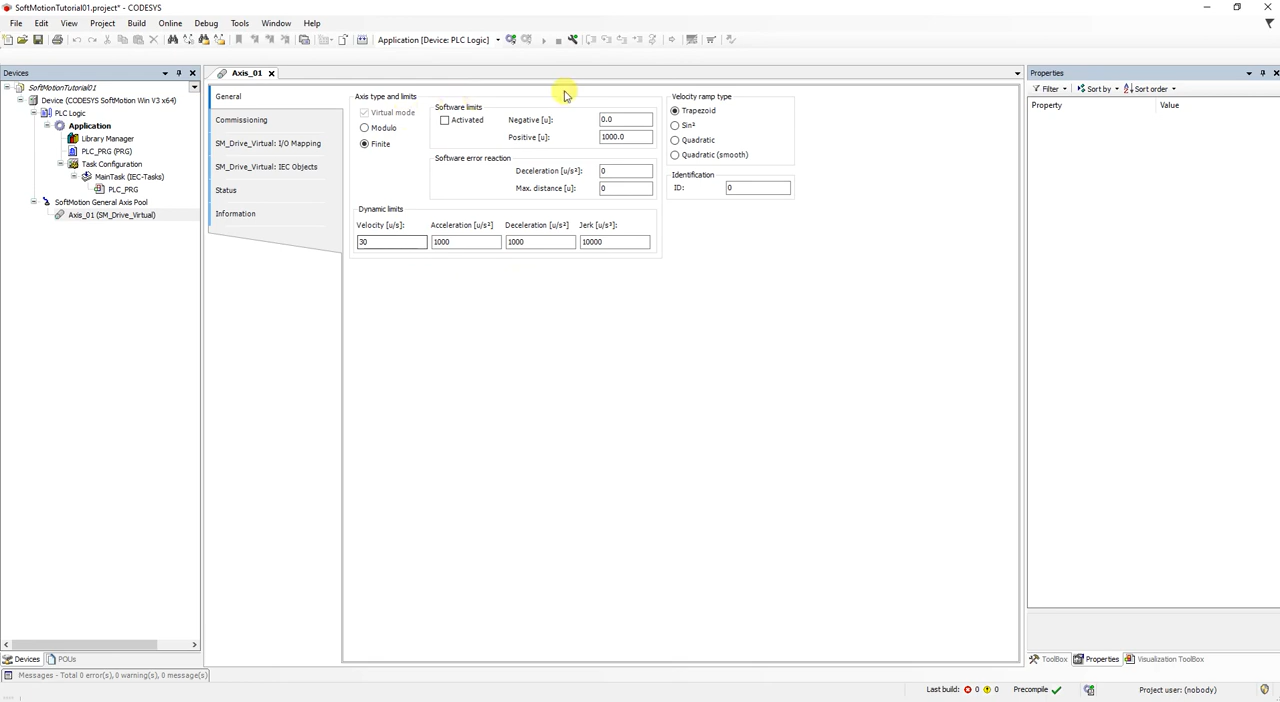 SoftMotionTutorial01.project* - CODESYS
File Edit View Project Build Online Debug Tools Window Help
Application [Device: PLC Logic]
Devices
SoftMotionTutorial01
Device (CODESYS SoftMotion Win V3 x64)
PLC Logic
Application
Library Manager
PLC_PRG (PRG)
Task Configuration
MainTask (IEC-Tasks)
PLC_PRG
SoftMotion General Axis Pool
Axis_01 (SM_Drive_Virtual)
Devices POUs
Axis_01
General
Commissioning
SM_Drive_Virtual: I/O Mapping
SM_Drive_Virtual: IEC Objects
Status
Information
Axis type and limits
Virtual mode
Modulo
Finite
Software limits
Activated
Negative [u]: 0.0
Positive [u]: 1000.0
Software error reaction
Deceleration [u/s²]: 0
Max. distance [u]: 0
Dynamic limits
Velocity [u/s]: Acceleration [u/s²] Deceleration [u/s²] Jerk [u/s³]:
30 1000 1000 10000
Velocity ramp type
Trapezoid
Sin²
Quadratic
Quadratic (smooth)
Identification
ID: 0
Properties
Filter Sort by Sort order
Property Value
ToolBox Properties Visualization ToolBox
Messages - Total 0 error(s), 0 warning(s), 0 message(s)
Last build: 0 0 Precompile Project user: (nobody)